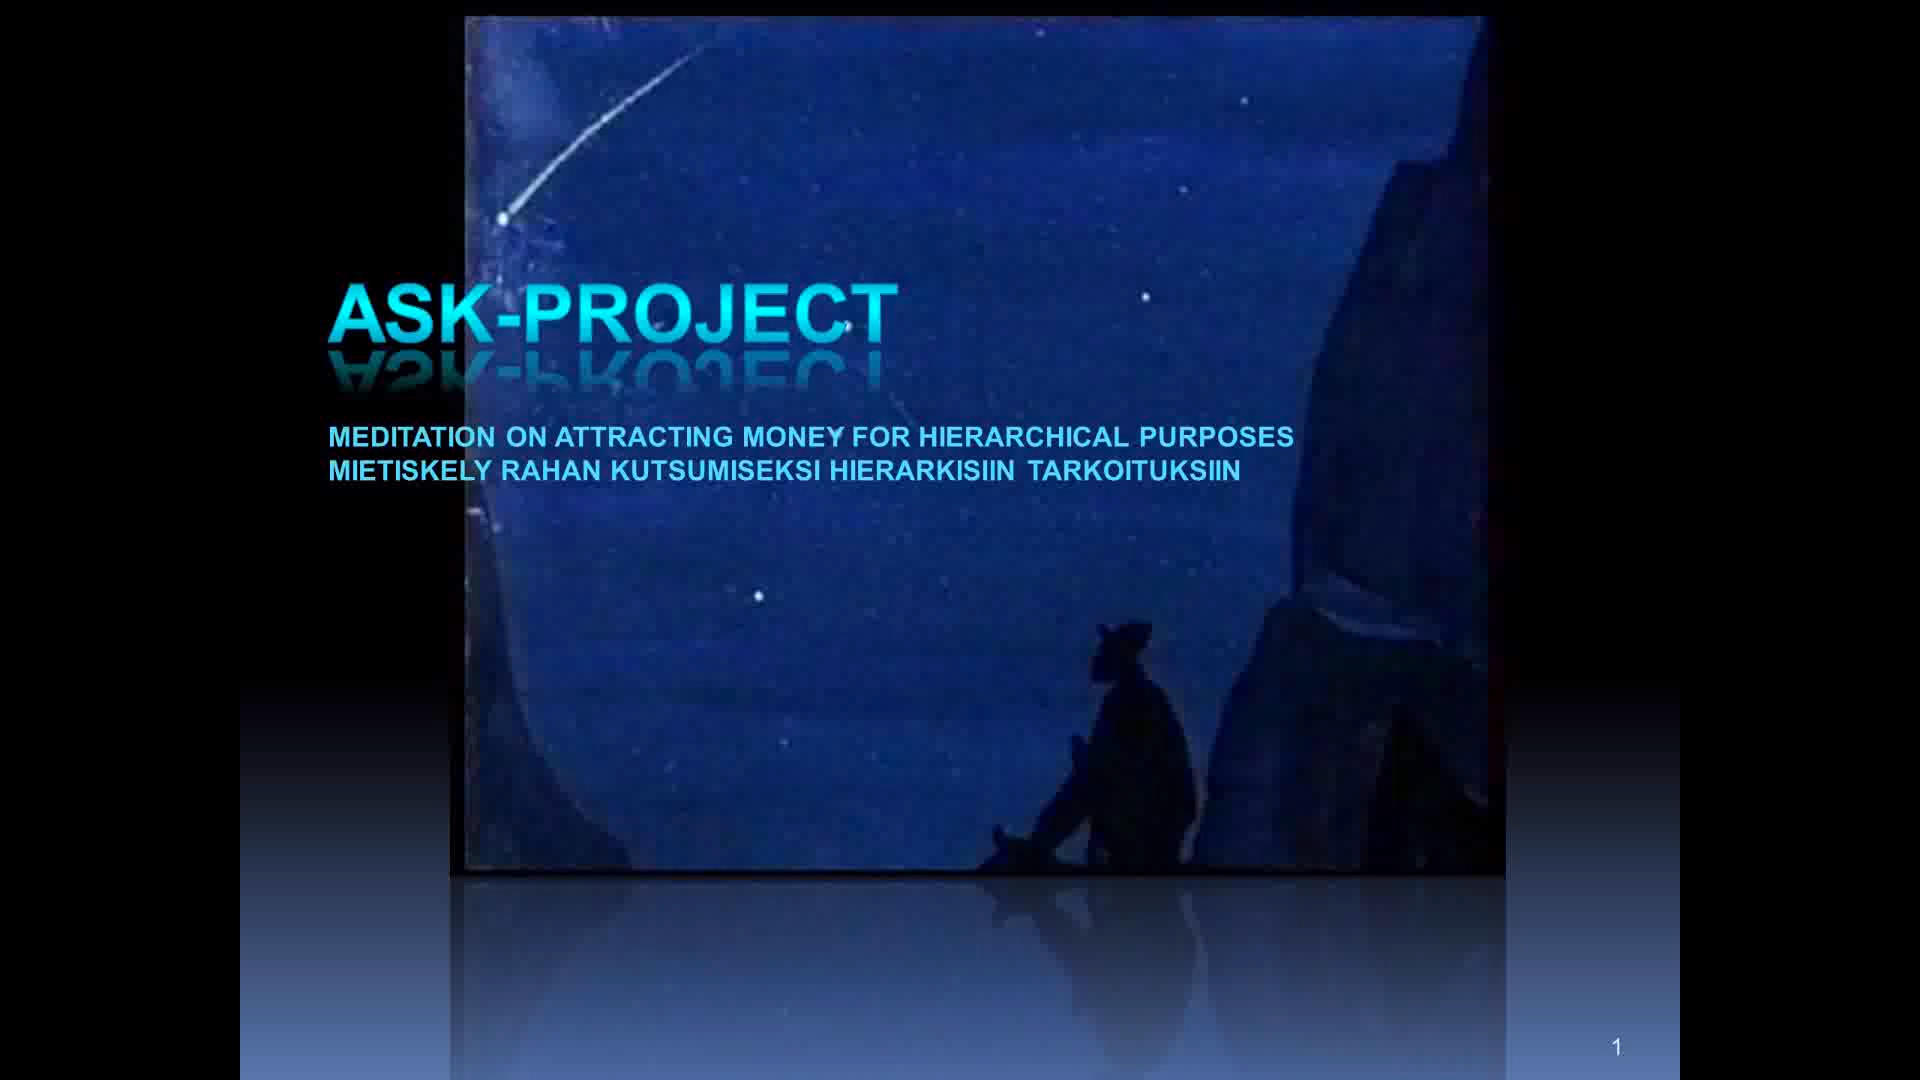 ASK-PROJECT
MEDITATION ON ATTRACTING MONEY FOR HIERARCHICAL PURPOSES
MIETISKELY RAHAN KUTSUMISEKSI HIERARKISIIN TARKOITUKSIIN
1